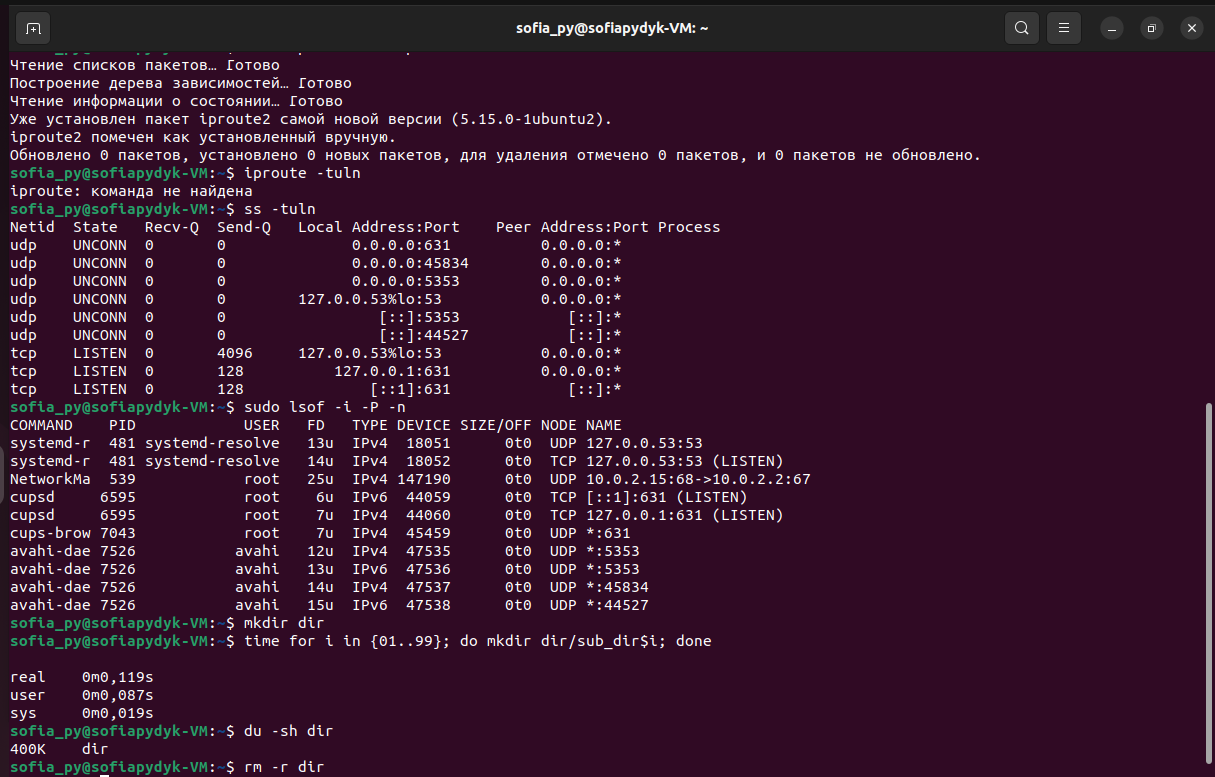 sofia_py@sofiapydyk-VM: ~
Чтение списков пакетов… Готово
Построение дерева зависимостей… Готово
Чтение информации о состоянии… Готово
Уже установлен пакет iproute2 самой новой версии (5.15.0-1ubuntu2).
iproute2 помечен как установленный вручную.
Обновлено 0 пакетов, установлено 0 новых пакетов, для удаления отмечено 0 пакетов, и 0 пакетов не обновлено.
sofia_py@sofiapydyk-VM:~$ iproute -tuln
iproute: команда не найдена
sofia_py@sofiapydyk-VM:~$ ss -tuln
Netid  State   Recv-Q  Send-Q   Local Address:Port    Peer Address:Port Process
udp    UNCONN  0       0              0.0.0.0:631          0.0.0.0:*
udp    UNCONN  0       0              0.0.0.0:45834        0.0.0.0:*
udp    UNCONN  0       0              0.0.0.0:5353         0.0.0.0:*
udp    UNCONN  0       0        127.0.0.53%lo:53           0.0.0.0:*
udp    UNCONN  0       0                 [::]:5353            [::]:*
udp    UNCONN  0       0                 [::]:44527           [::]:*
tcp    LISTEN  0       4096     127.0.0.53%lo:53           0.0.0.0:*
tcp    LISTEN  0       128          127.0.0.1:631          0.0.0.0:*
tcp    LISTEN  0       128              [::1]:631             [::]:*
sofia_py@sofiapydyk-VM:~$ sudo lsof -i -P -n
COMMAND    PID            USER   FD   TYPE DEVICE SIZE/OFF NODE NAME
systemd-r  481 systemd-resolve   13u  IPv4  18051      0t0  UDP 127.0.0.53:53
systemd-r  481 systemd-resolve   14u  IPv4  18052      0t0  TCP 127.0.0.53:53 (LISTEN)
NetworkMa  539            root   25u  IPv4 147190      0t0  UDP 10.0.2.15:68->10.0.2.2:67
cupsd     6595            root    6u  IPv6  44059      0t0  TCP [::1]:631 (LISTEN)
cupsd     6595            root    7u  IPv4  44060      0t0  TCP 127.0.0.1:631 (LISTEN)
cups-brow 7043            root    7u  IPv4  45459      0t0  UDP *:631
avahi-dae 7526           avahi   12u  IPv4  47535      0t0  UDP *:5353
avahi-dae 7526           avahi   13u  IPv6  47536      0t0  UDP *:5353
avahi-dae 7526           avahi   14u  IPv4  47537      0t0  UDP *:45834
avahi-dae 7526           avahi   15u  IPv6  47538      0t0  UDP *:44527
sofia_py@sofiapydyk-VM:~$ mkdir dir
sofia_py@sofiapydyk-VM:~$ time for i in {01..99}; do mkdir dir/sub_dir$i; done
real    0m0,119s
user    0m0,087s
sys     0m0,019s
sofia_py@sofiapydyk-VM:~$ du -sh dir
400K    dir
sofia_py@sofiapydyk-VM:~$ rm -r dir